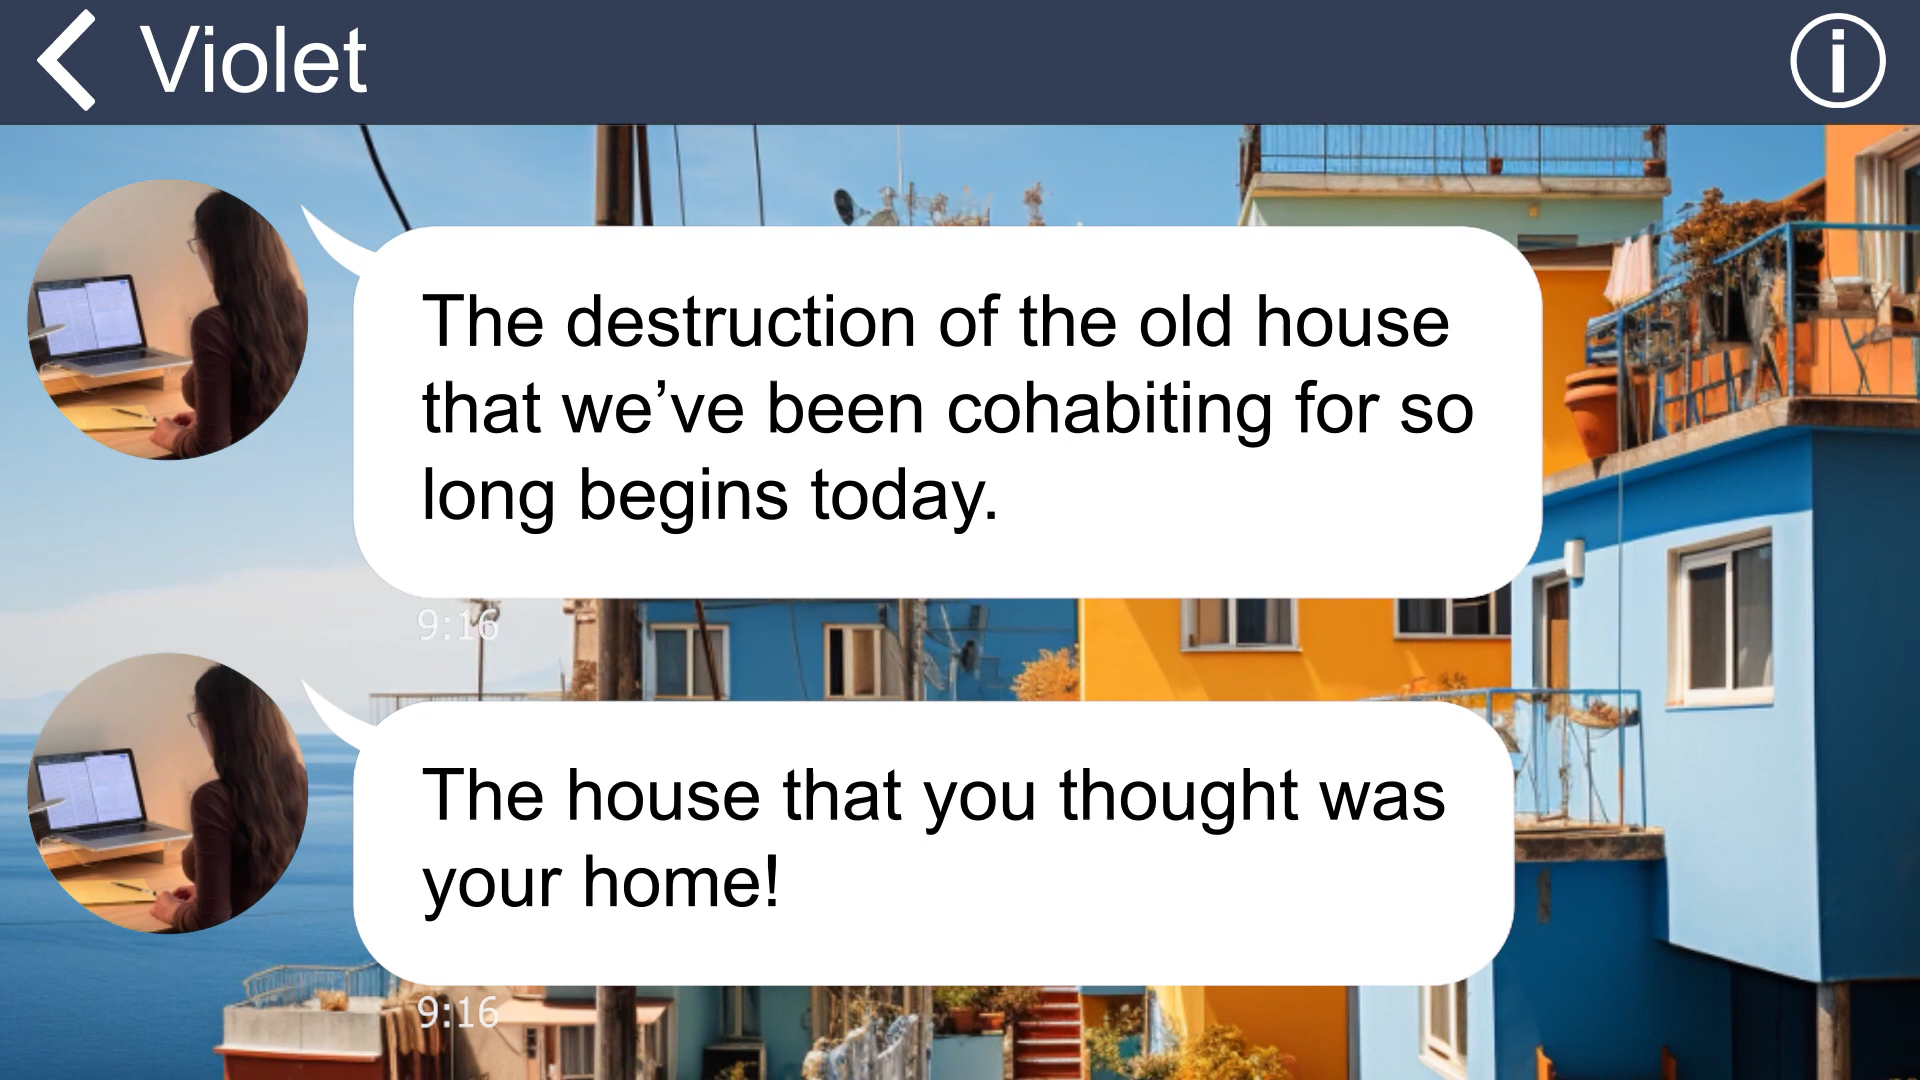 Violet
The destruction of the old house
that we’ve been cohabiting for so
long begins today.
9:16
The house that you thought was
your home!
9:16